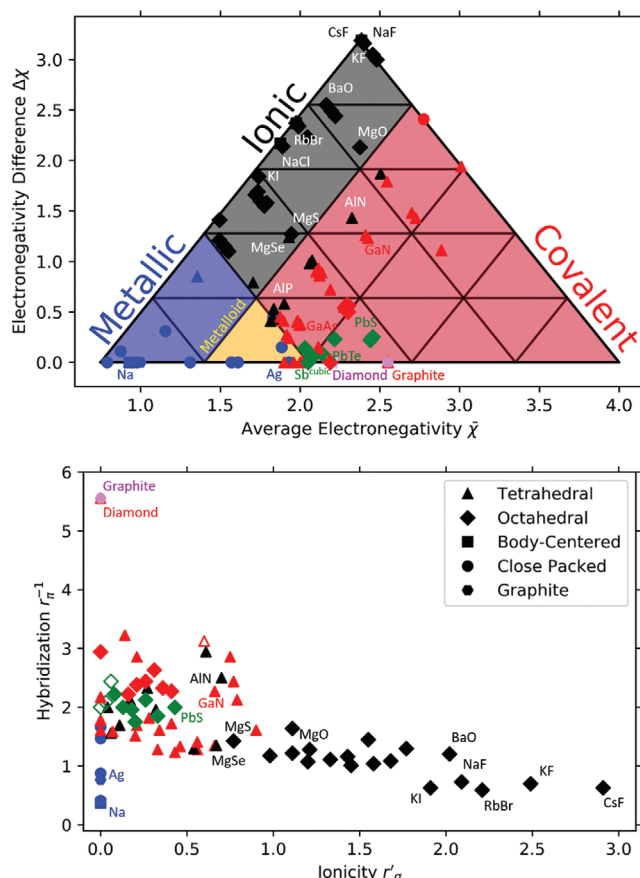 CsF NaF
3.0
KF
2.5
BaO
Ionic
2.0
RbBr
MgO
NaCl
KI
1.5
AlN
MgS
GaN
MgSe
1.0
Metallic
Covalent
AlP
0.5
Metalloid
GaAs
PbS
PbTe
0.0
Na
Ag
Sb^cubic
Diamond
Graphite
1.0 1.5 2.0 2.5 3.0 3.5 4.0
Average Electronegativity χ̄
Electronegativity Difference Δχ
6
Graphite
Diamond
Tetrahedral
Octahedral
Body-Centered
Close Packed
Graphite
5
4
3
AlN
GaN
2
PbS
MgS
MgO
BaO
MgSe
1
Ag
NaF
KF
KI
RbBr
CsF
Na
0
0.0 0.5 1.0 1.5 2.0 2.5 3.0
Ionicity r′σ
Hybridization rπ⁻¹